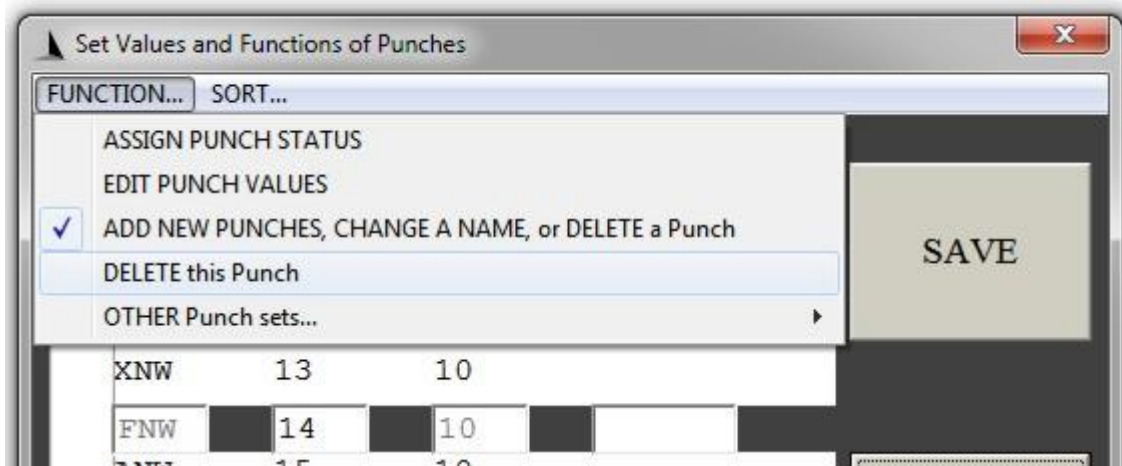 Set Values and Functions of Punches
FUNCTION... SORT...
ASSIGN PUNCH STATUS
EDIT PUNCH VALUES
ADD NEW PUNCHES, CHANGE A NAME, or DELETE a Punch
DELETE this Punch
OTHER Punch sets...
SAVE
XNW 13 10
FNW 14 10